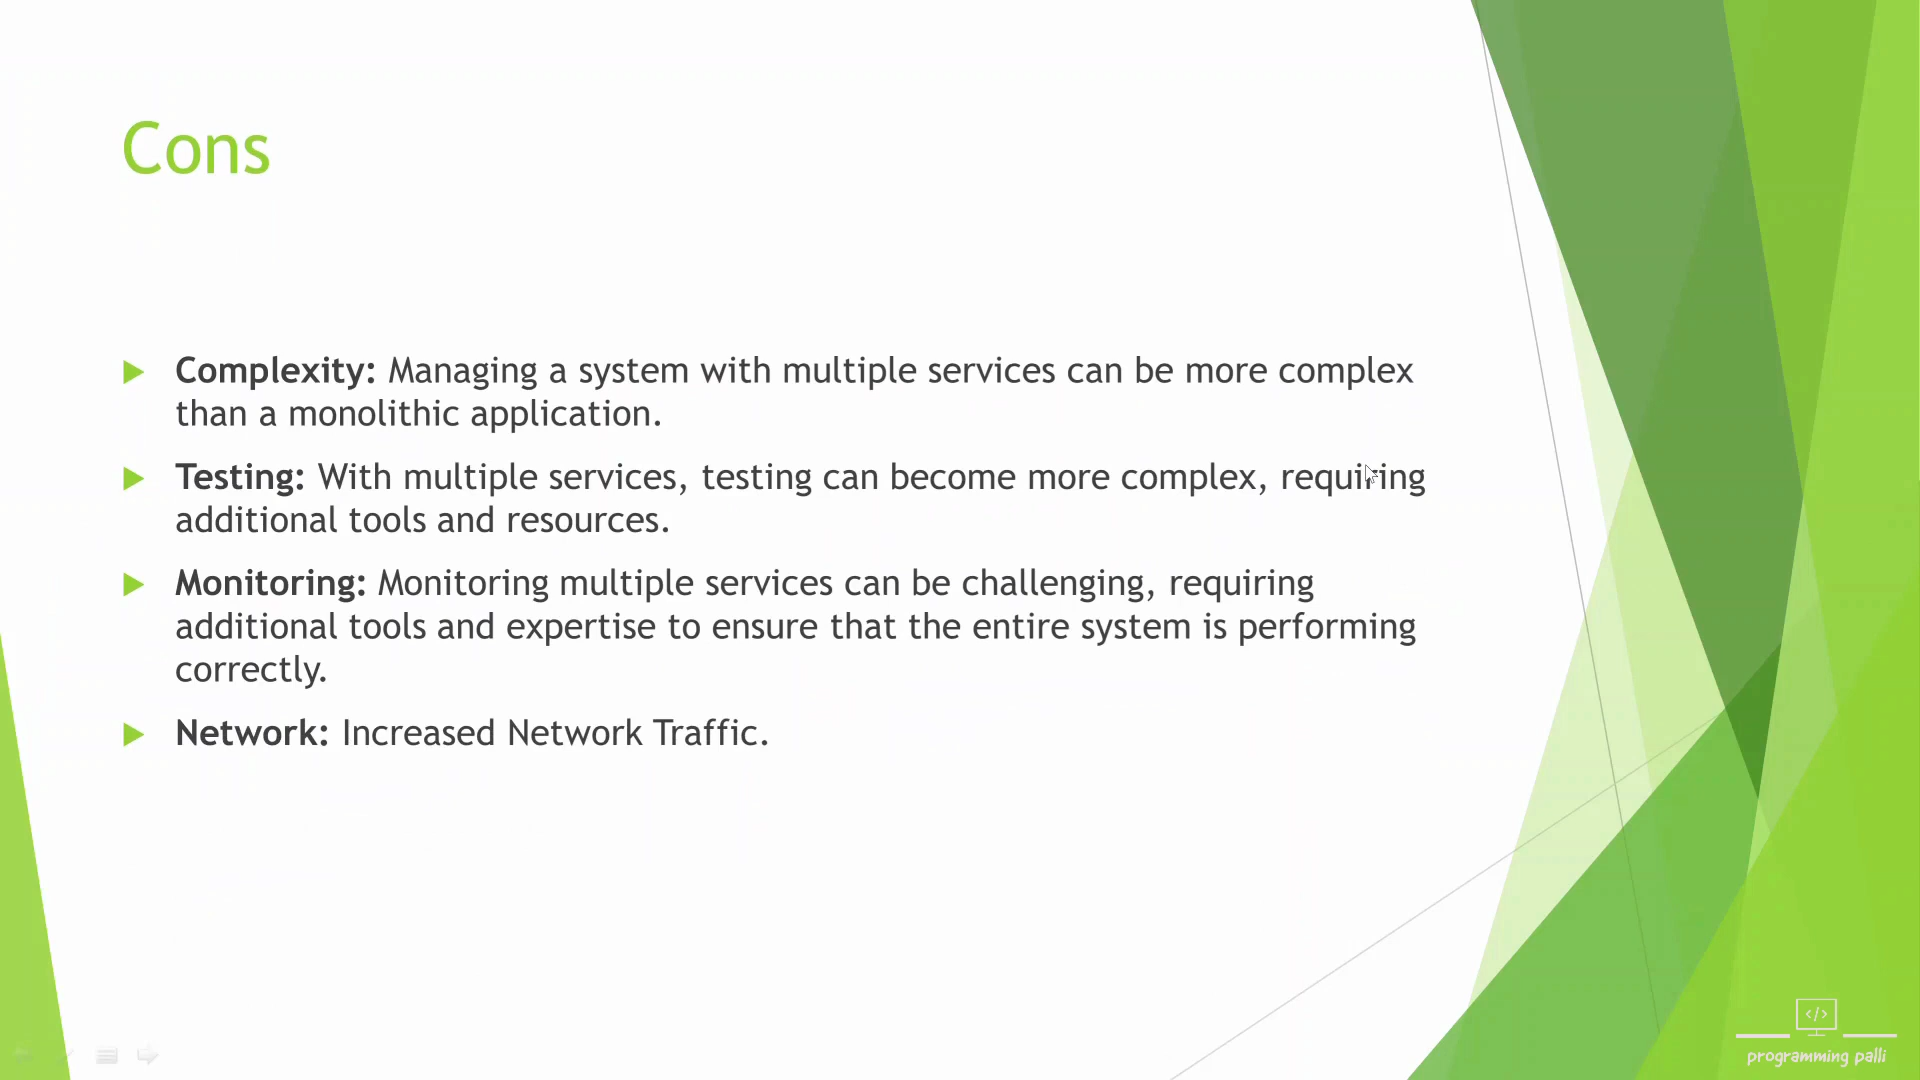 Cons
Complexity: Managing a system with multiple services can be more complex
than a monolithic application.
Testing: With multiple services, testing can become more complex, requiring
additional tools and resources.
Monitoring: Monitoring multiple services can be challenging, requiring
additional tools and expertise to ensure that the entire system is performing
correctly.
Network: Increased Network Traffic.
</>
programming palli